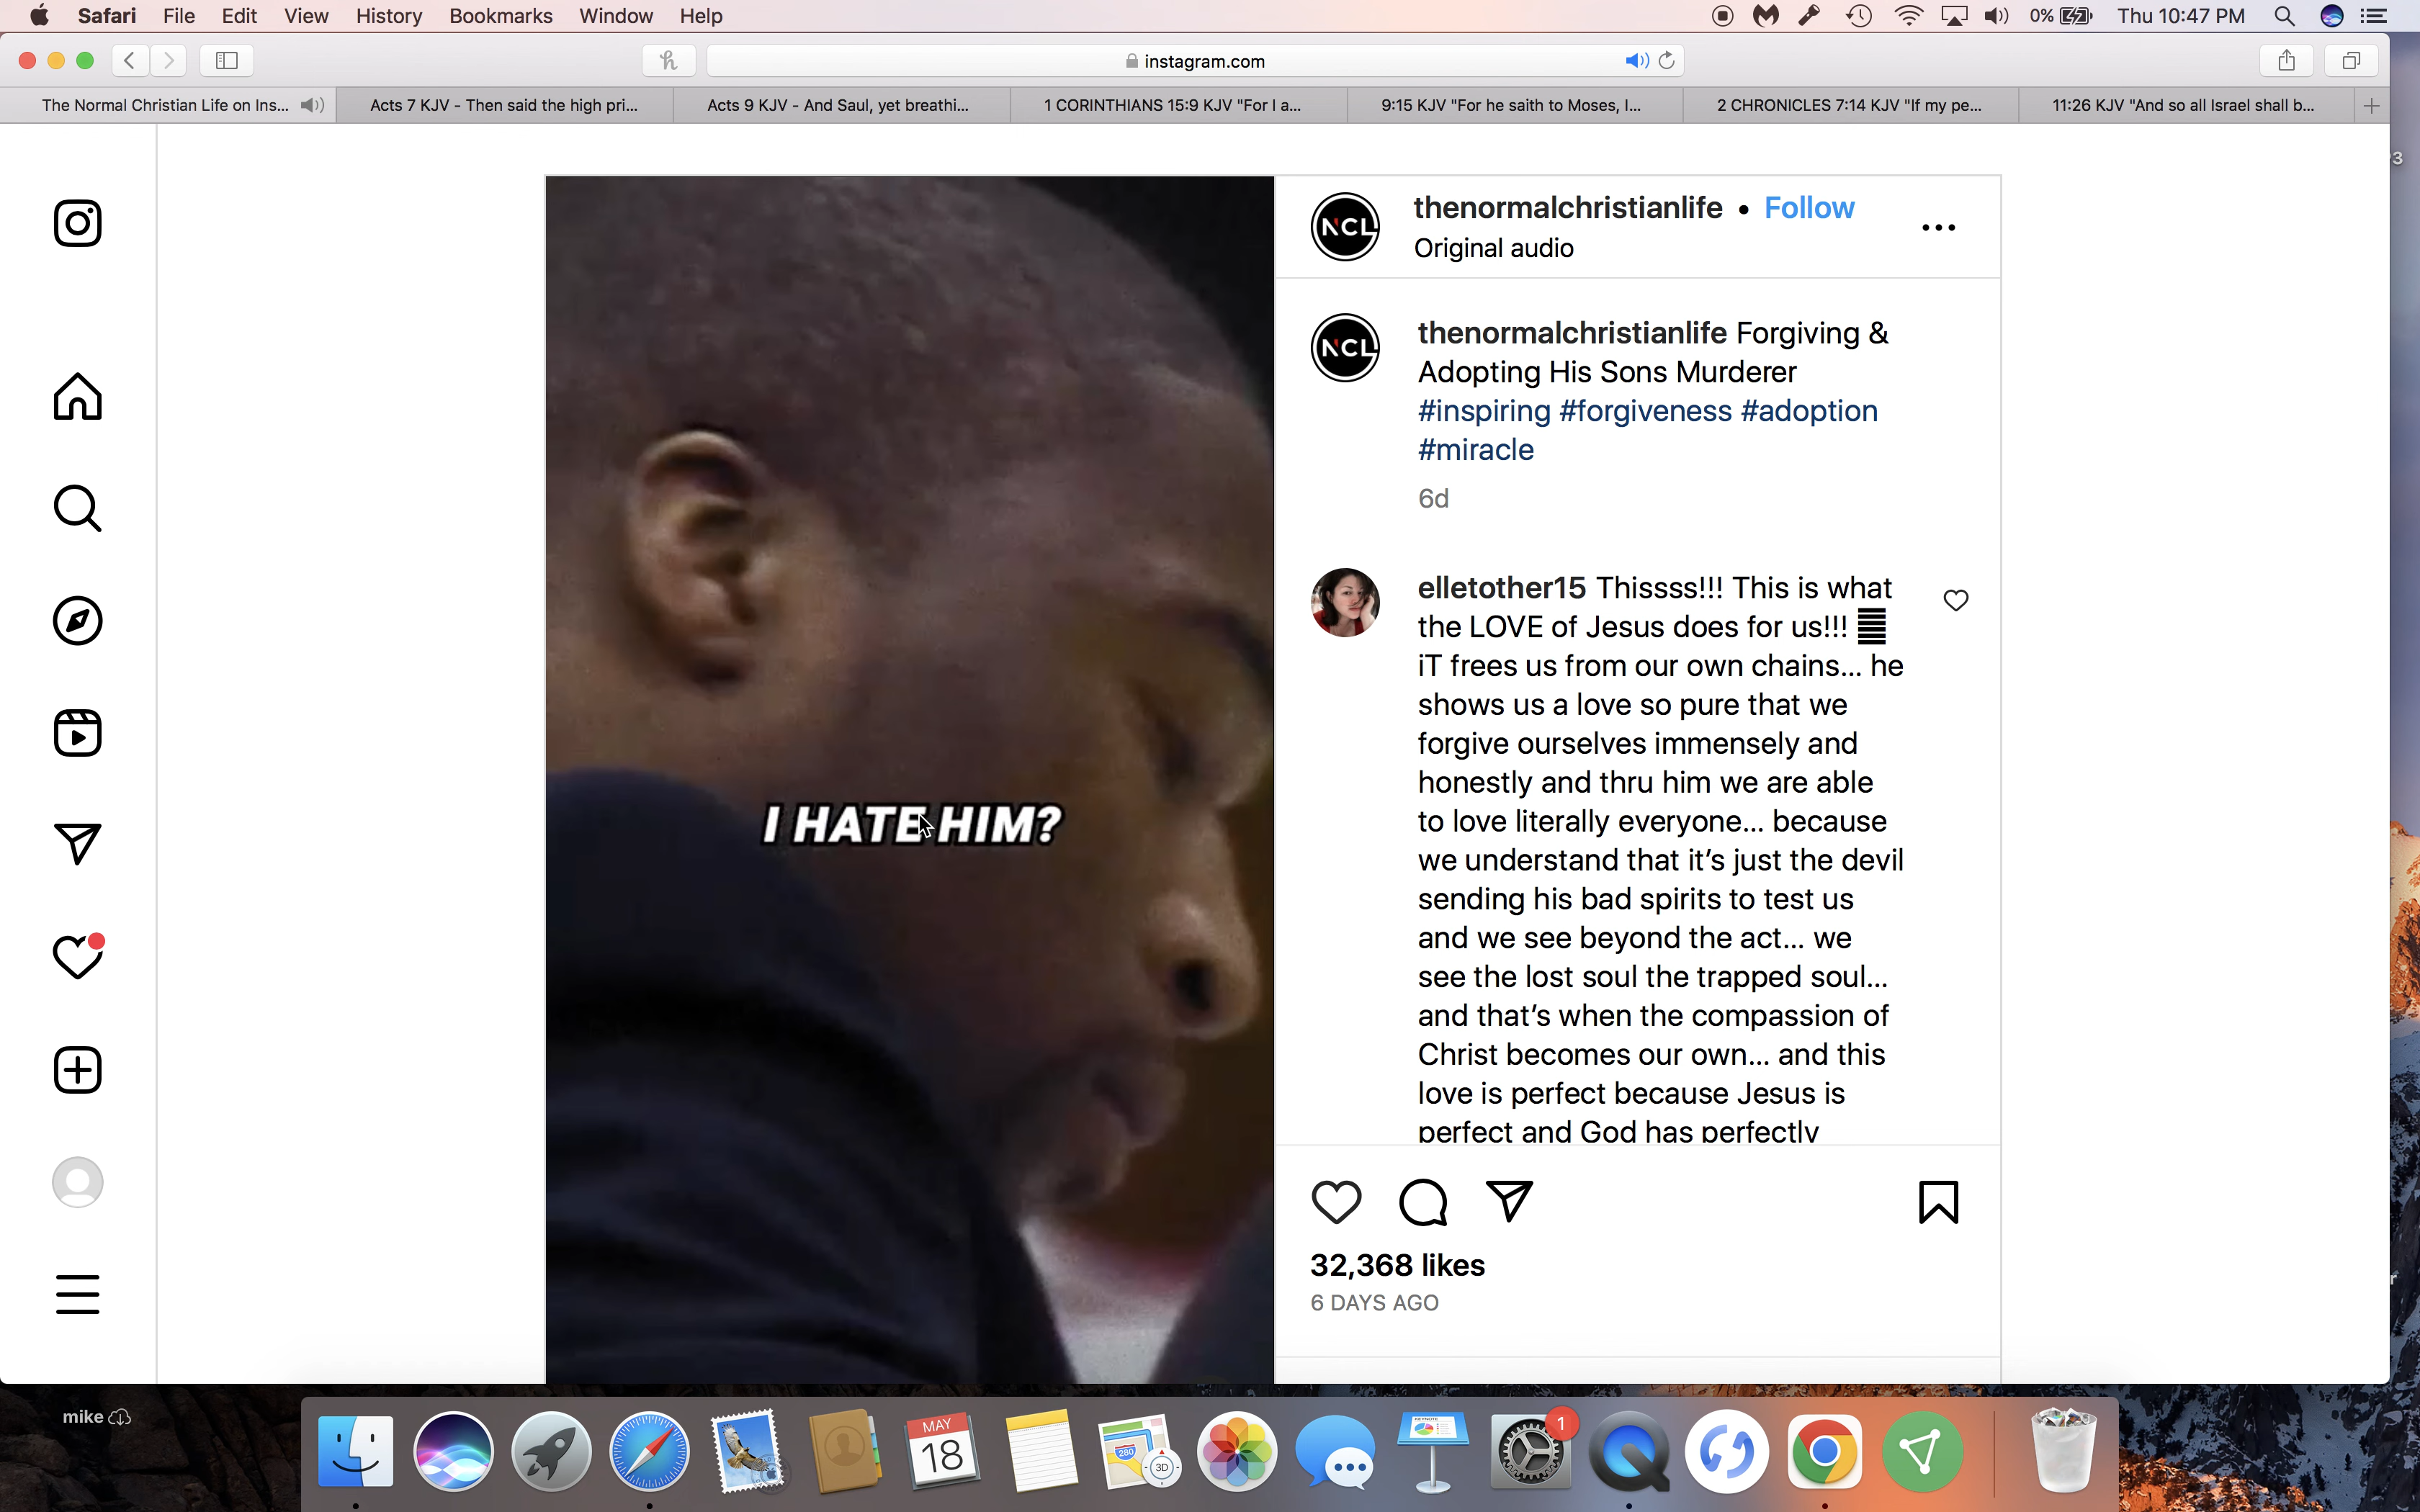 Safari File Edit View History Bookmarks Window Help
0% Thu 10:47 PM
instagram.com
The Normal Christian Life on Ins...
Acts 7 KJV - Then said the high pri...
Acts 9 KJV - And Saul, yet breathi...
1 CORINTHIANS 15:9 KJV "For I a...
9:15 KJV "For he saith to Moses, I...
2 CHRONICLES 7:14 KJV "If my pe...
11:26 KJV "And so all Israel shall b...
I HATE HIM?
NCL
thenormalchristianlife • Follow
Original audio
NCL
thenormalchristianlife Forgiving &
Adopting His Sons Murderer
#inspiring #forgiveness #adoption
#miracle
6d
elletother15 Thissss!!! This is what
the LOVE of Jesus does for us!!!
iT frees us from our own chains... he
shows us a love so pure that we
forgive ourselves immensely and
honestly and thru him we are able
to love literally everyone... because
we understand that it’s just the devil
sending his bad spirits to test us
and we see beyond the act... we
see the lost soul the trapped soul...
and that’s when the compassion of
Christ becomes our own... and this
love is perfect because Jesus is
perfect and God has perfectly
32,368 likes
6 DAYS AGO
mike
MAY
18
280
3D
KEYNOTE
1